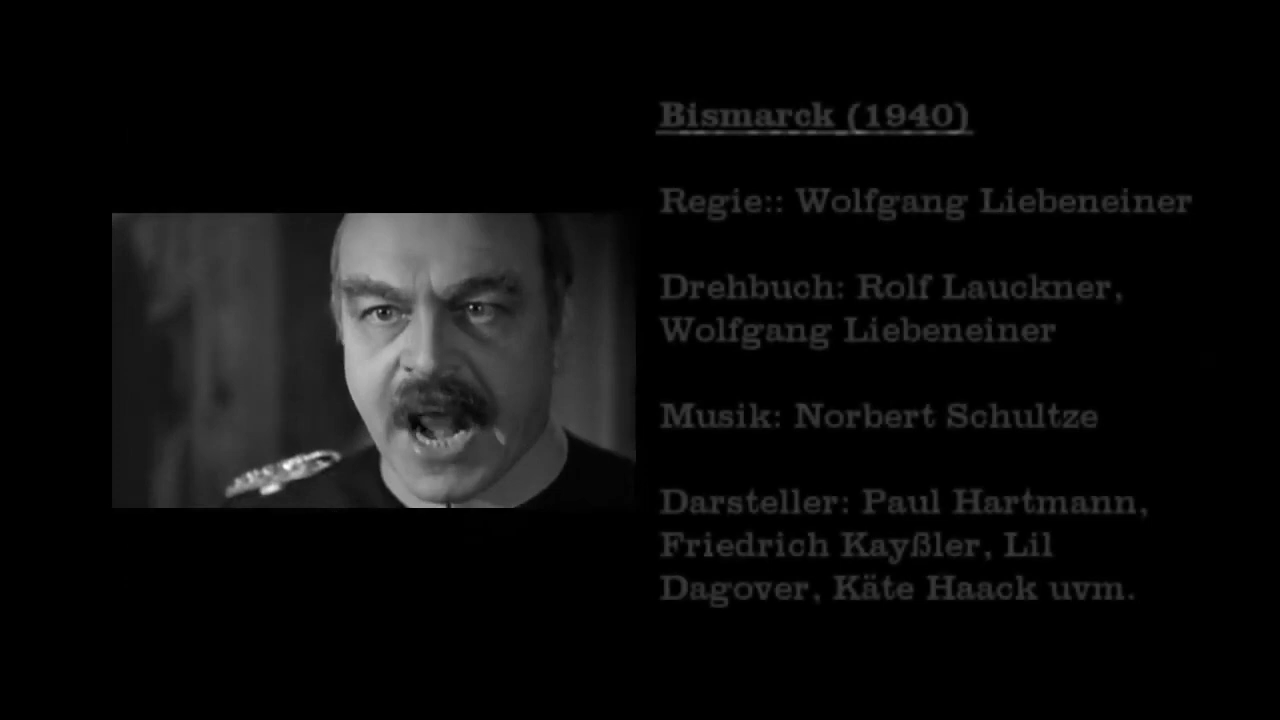 Bismarck (1940)
Regie:: Wolfgang Liebeneiner
Drehbuch: Rolf Lauckner,
Wolfgang Liebeneiner
Musik: Norbert Schultze
Darsteller: Paul Hartmann,
Friedrich Kayßler, Lil
Dagover, Käte Haack uvm.